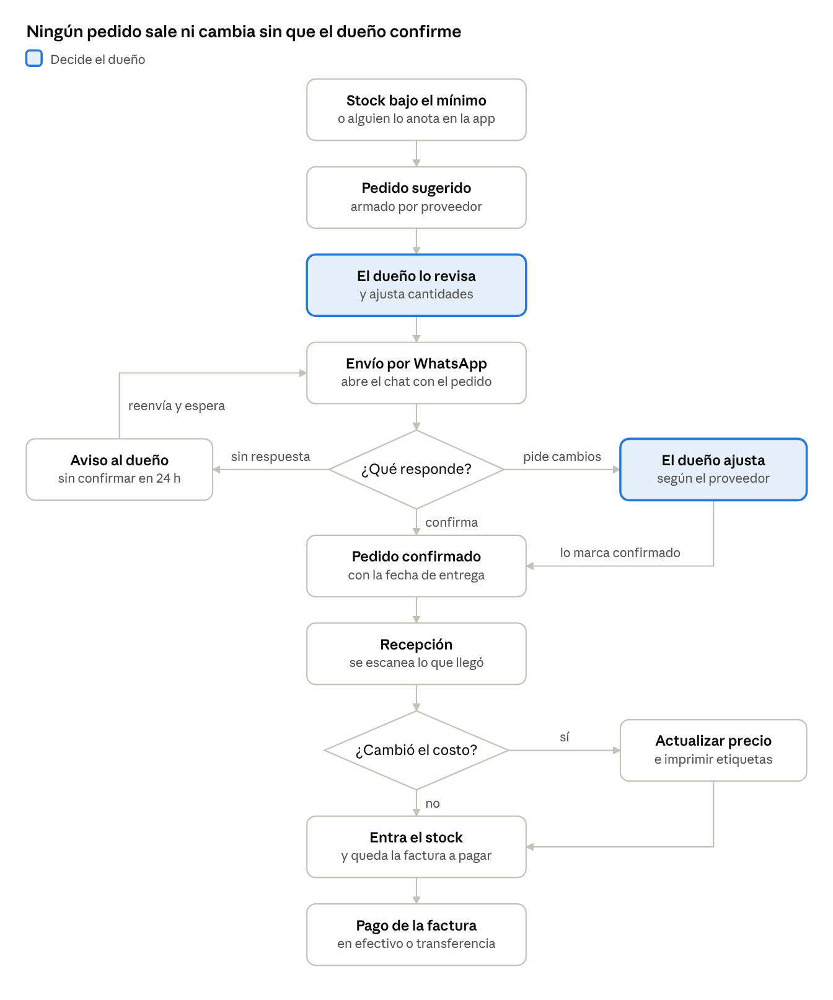 Ningún pedido sale ni cambia sin que el dueño confirme
Decide el dueño
Stock bajo el mínimo
o alguien lo anota en la app
Pedido sugerido
armado por proveedor
El dueño lo revisa
y ajusta cantidades
Envío por WhatsApp
abre el chat con el pedido
reenvía y espera
Aviso al dueño
sin confirmar en 24 h
sin respuesta
¿Qué responde?
pide cambios
El dueño ajusta
según el proveedor
confirma
Pedido confirmado
con la fecha de entrega
lo marca confirmado
Recepción
se escanea lo que llegó
¿Cambió el costo?
sí
Actualizar precio
e imprimir etiquetas
no
Entra el stock
y queda la factura a pagar
Pago de la factura
en efectivo o transferencia